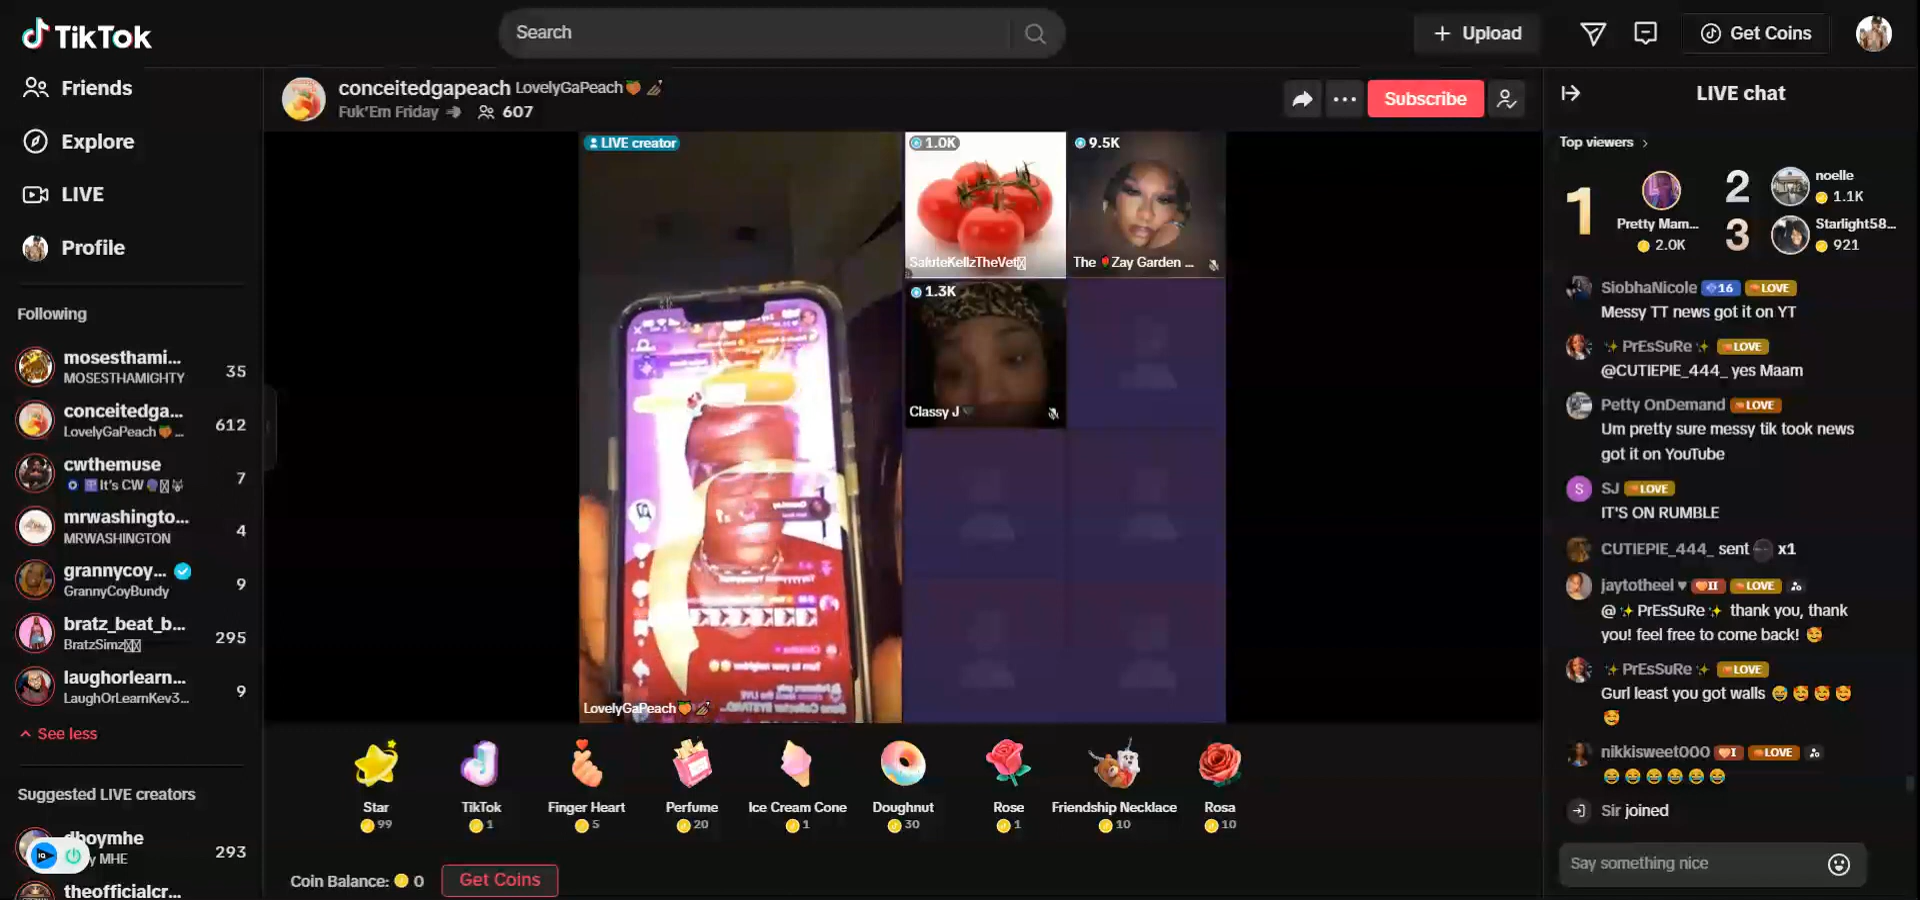 TikTok
Search
Upload
Get Coins
Friends
Explore
LIVE
Profile
Following
mosesthami...
MOSESTHAMIGHTY
35
conceitedga...
LovelyGaPeach🍑...
612
cwthemuse
It's CW
7
mrwashingto...
MRWASHINGTON
4
grannycoy...
GrannyCoyBundy
9
bratz_beat_b...
BratzSimz
295
laughorlearn...
LaughOrLearnKev3...
9
See less
Suggested LIVE creators
dboymhe
MHE
293
theofficialcr...
conceitedgapeach LovelyGaPeach🍑💅🏾
Fuk'Em Friday 607
Subscribe
LIVE creator
LovelyGaPeach🍑💅🏾
1.0K
SaluteKellzTheVet
9.5K
The🌹Zay Garden ...
1.3K
Classy J
Star
99
TikTok
1
Finger Heart
5
Perfume
20
Ice Cream Cone
1
Doughnut
30
Rose
1
Friendship Necklace
10
Rosa
10
Coin Balance: 0
Get Coins
LIVE chat
Top viewers >
1
Pretty Mam...
2.0K
2
noelle
1.1K
3
Starlight58...
921
SiobhaNicole 16 LOVE
Messy TT news got it on YT
✨PrEsSuRe✨ LOVE
@CUTIEPIE_444_ yes Maam
Petty OnDemand LOVE
Um pretty sure messy tik took news
got it on YouTube
S
SJ LOVE
IT'S ON RUMBLE
CUTIEPIE_444_ sent x1
jaytotheel ♥ II LOVE
@✨PrEsSuRe✨ thank you, thank
you! feel free to come back! 🥰
✨PrEsSuRe✨ LOVE
Gurl least you got walls 😂🥰🥰🥰
🥰
nikkisweet000 I LOVE
😂😂😂😂😂😂
Sir joined
Say something nice